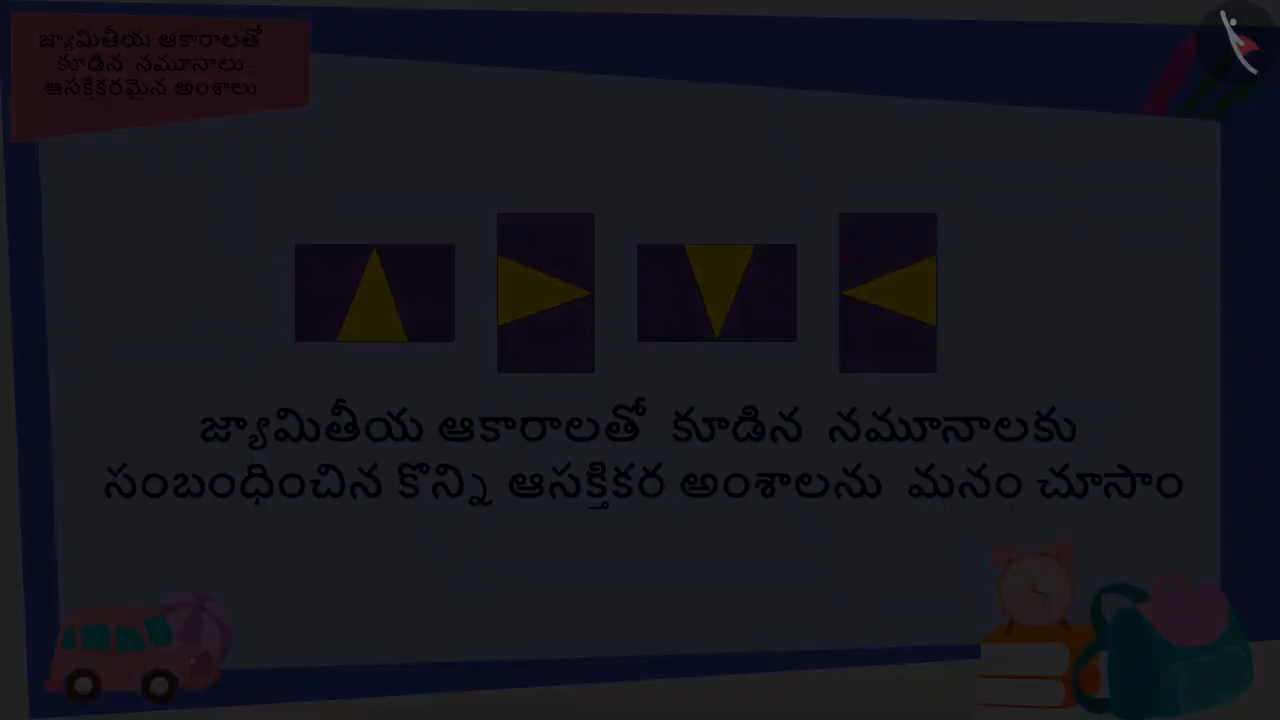 జ్యామితీయ ఆకారాలతో
కూడిన నమూనాలు
ఆసక్తికరమైన అంశాలు
జ్యామితీయ ఆకారాలతో కూడిన నమూనాలకు
సంబంధించిన కొన్ని ఆసక్తికర అంశాలను మనం చూసాం